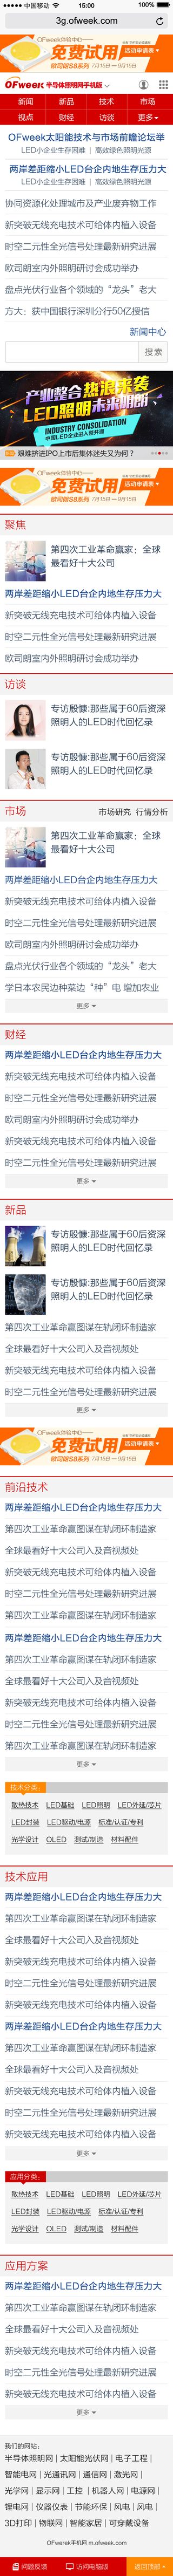 中国移动 15:00 100%
3g.ofweek.com
OFweek评测中心
免费试用
欧司朗S8系列 7月15日—9月15日
活动申请表
OFweek 半导体照明网手机版
新闻 新品 技术 市场
视点 财经 访谈 更多
OFweek太阳能技术与市场前瞻论坛举
LED小企业生存困难 | 高效绿色照明光源
两岸差距缩小LED台企内地生存压力大
LED小企业生存困难 | 高效绿色照明光源
协同资源化处理城市及产业废弃物工作
新突破无线充电技术可给体内植入设备
时空二元性全光信号处理最新研究进展
欧司朗室内外照明研讨会成功举办
盘点光伏行业各个领域的“龙头”老大
方大：获中国银行深圳分行50亿授信
新闻中心
搜索
产业整合热浪来袭
LED照明未来雏形
INDUSTRY CONSOLIDATION
中国LED企业进入并井潮
艰难挤进IPO上市后集体迷失又为何？
OFweek评测中心
免费试用
欧司朗S8系列 7月15日—9月15日
活动申请表
聚焦
第四次工业革命赢家：全球
最看好十大公司
两岸差距缩小LED台企内地生存压力大
新突破无线充电技术可给体内植入设备
时空二元性全光信号处理最新研究进展
欧司朗室内外照明研讨会成功举办
访谈
专访殷慷:那些属于60后资深
照明人的LED时代回忆录
专访殷慷:那些属于60后资深
照明人的LED时代回忆录
市场 市场研究 行情分析
第四次工业革命赢家：全球
最看好十大公司
两岸差距缩小LED台企内地生存压力大
新突破无线充电技术可给体内植入设备
时空二元性全光信号处理最新研究进展
欧司朗室内外照明研讨会成功举办
盘点光伏行业各个领域的“龙头”老大
学日本农民边种菜边“种”电 增加农业
更多
财经
两岸差距缩小LED台企内地生存压力大
新突破无线充电技术可给体内植入设备
时空二元性全光信号处理最新研究进展
欧司朗室内外照明研讨会成功举办
新突破无线充电技术可给体内植入设备
时空二元性全光信号处理最新研究进展
更多
新品
专访殷慷:那些属于60后资深
照明人的LED时代回忆录
专访殷慷:那些属于60后资深
照明人的LED时代回忆录
第四次工业革命赢图谋在轨闭环制造家
全球最看好十大公司入及音视频处
新突破无线充电技术可给体内植入设备
时空二元性全光信号处理最新研究进展
更多
OFweek评测中心
免费试用
欧司朗S8系列 7月15日—9月15日
活动申请表
前沿技术
两岸差距缩小LED台企内地生存压力大
第四次工业革命赢图谋在轨闭环制造家
全球最看好十大公司入及音视频处
新突破无线充电技术可给体内植入设备
时空二元性全光信号处理最新研究进展
第四次工业革命赢图谋在轨闭环制造家
两岸差距缩小LED台企内地生存压力大
第四次工业革命赢图谋在轨闭环制造家
全球最看好十大公司入及音视频处
新突破无线充电技术可给体内植入设备
时空二元性全光信号处理最新研究进展
第四次工业革命赢图谋在轨闭环制造家
更多
技术分类：
散热技术 LED基础 LED照明 LED外延/芯片
LED封装 LED驱动/电源 标准/认证/专利
光学设计 OLED 测试/制造 材料配件
技术应用
两岸差距缩小LED台企内地生存压力大
第四次工业革命赢图谋在轨闭环制造家
全球最看好十大公司入及音视频处
新突破无线充电技术可给体内植入设备
时空二元性全光信号处理最新研究进展
新突破无线充电技术可给体内植入设备
两岸差距缩小LED台企内地生存压力大
第四次工业革命赢图谋在轨闭环制造家
全球最看好十大公司入及音视频处
新突破无线充电技术可给体内植入设备
时空二元性全光信号处理最新研究进展
新突破无线充电技术可给体内植入设备
更多
应用分类：
散热技术 LED基础 LED照明 LED外延/芯片
LED封装 LED驱动/电源 标准/认证/专利
光学设计 OLED 测试/制造 材料配件
应用方案
两岸差距缩小LED台企内地生存压力大
第四次工业革命赢图谋在轨闭环制造家
全球最看好十大公司入及音视频处
新突破无线充电技术可给体内植入设备
时空二元性全光信号处理最新研究进展
新突破无线充电技术可给体内植入设备
更多
我们的网站:
半导体照明网 | 太阳能光伏网 | 电子工程 |
智能电网 | 光通讯网 | 通信网 | 激光网 |
光学网 | 显示网 | 工控 | 机器人网 | 电源网 |
锂电网 | 仪器仪表 | 节能环保 | 风电 | 风电 |
3D打印 | 物联网 | 智能家居 | 可穿戴设备
OFweek手机网 m.ofweek.com
问题反馈 访问电脑版 返回顶部